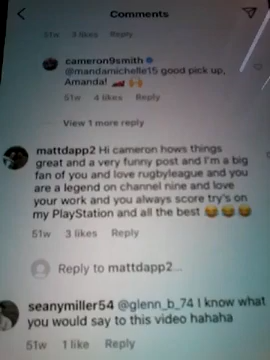 Comments
51w 3 likes Reply
cameron9smith
@mandamichelle15 good pick up,
Amanda! 
51w 4 likes Reply
View 1 more reply
mattdapp2 Hi cameron hows things
great and a very funny post and I'm a big
fan of you and love rugbyleague and you
are a legend on channel nine and love
your work and you always score try's on
my PlayStation and all the best 😂😂😂
51w 3 likes Reply
Reply to mattdapp2...
seanymiller54 @glenn_b_74 I know what
you would say to this video hahaha
51w 1 like Reply